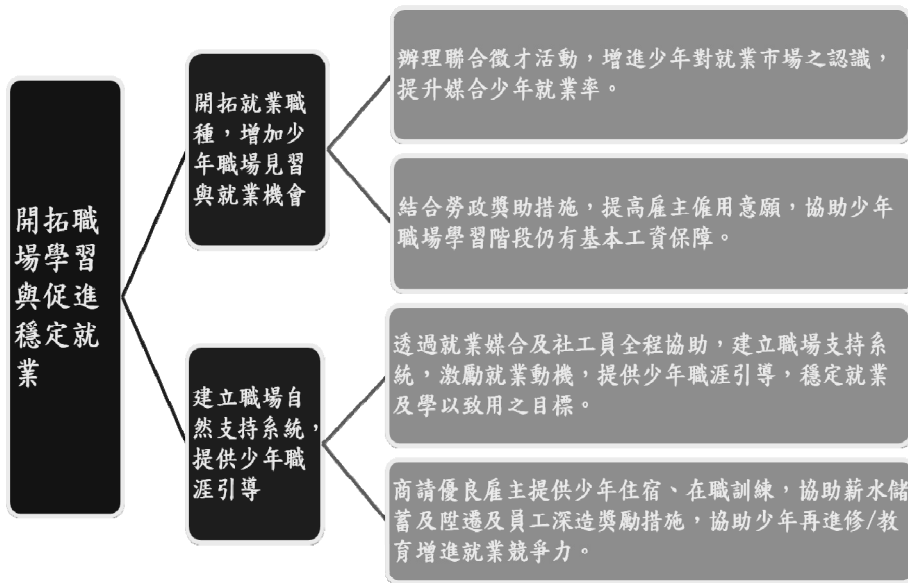 開拓職
場學習
與促進
穩定就
業
開拓就業職
種，增加少
年職場見習
與就業機會
辦理聯合徵才活動，增進少年對就業市場之認識，
提升媒合少年就業率。
結合勞政獎助措施，提高雇主僱用意願，協助少年
職場學習階段仍有基本工資保障。
建立職場自
然支持系統，
提供少年職
涯引導
透過就業媒合及社工員全程協助，建立職場支持系
統，激勵就業動機，提供少年職涯引導，穩定就業
及學以致用之目標。
商請優良雇主提供少年住宿、在職訓練，協助薪水儲
蓄及陞遷及員工深造獎勵措施，協助少年再進修/教
育增進就業競爭力。